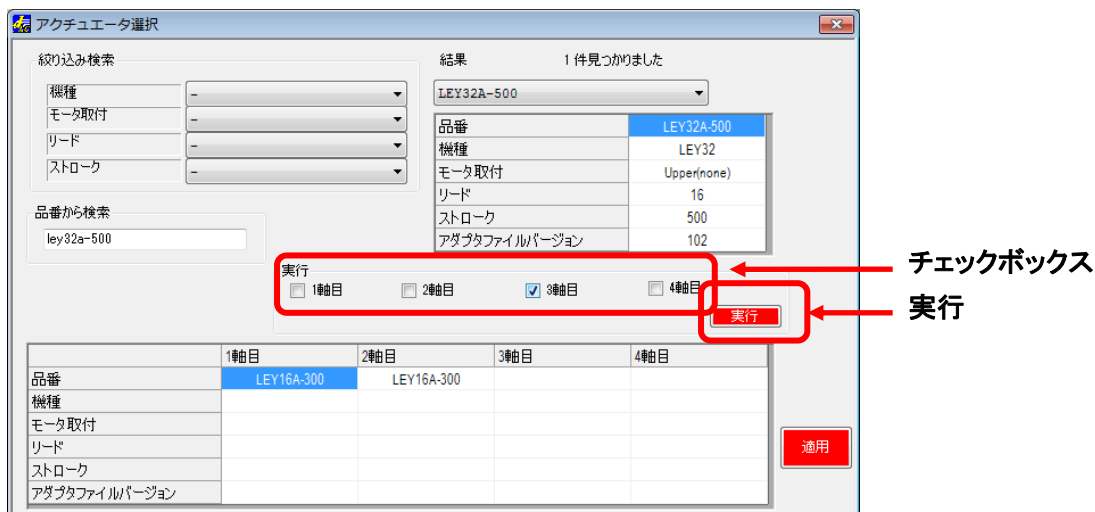 アクチュエータ選択
絞り込み検索
機種 -
モータ取付 -
リード -
ストローク -
品番から検索
ley32a-500
結果 1 件見つかりました
LEY32A-500
品番 LEY32A-500
機種 LEY32
モータ取付 Upper(none)
リード 16
ストローク 500
アダプタファイルバージョン 102
実行
1軸目 2軸目 3軸目 4軸目
実行
チェックボックス
実行
1軸目 2軸目 3軸目 4軸目
品番 LEY16A-300 LEY16A-300
機種
モータ取付
リード
ストローク
アダプタファイルバージョン
適用